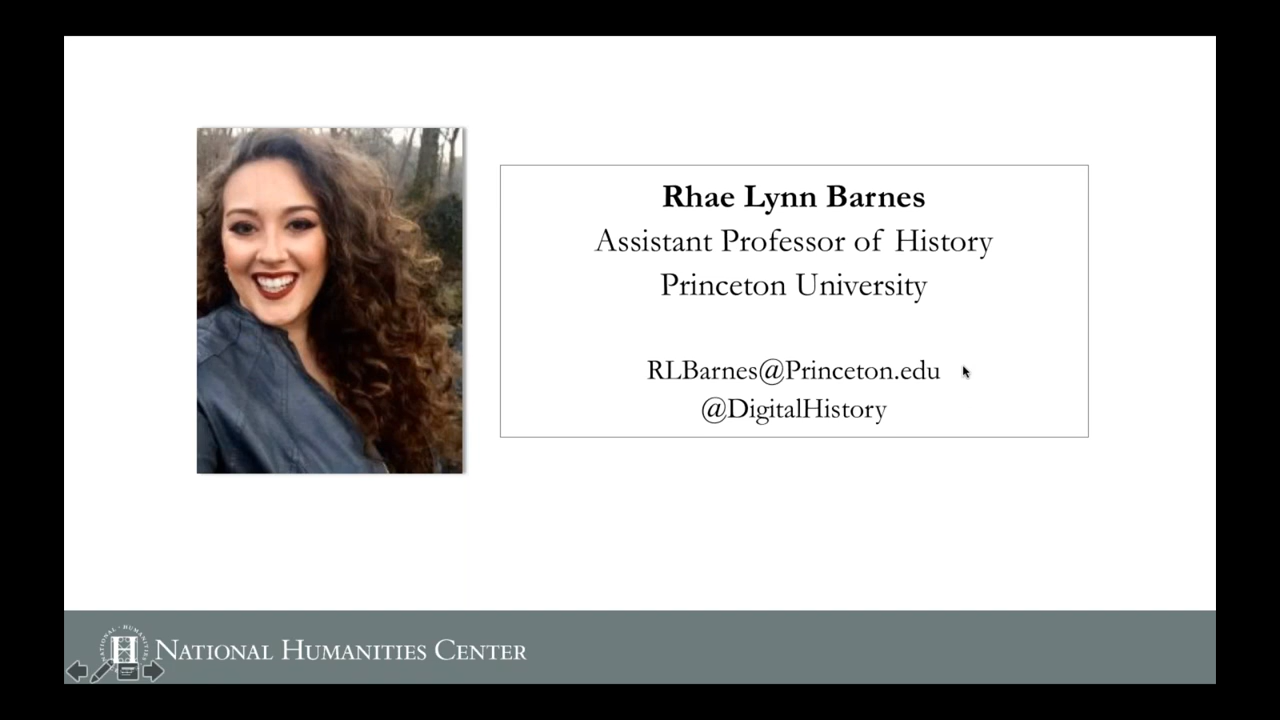 Rhae Lynn Barnes
Assistant Professor of History
Princeton University
RLBarnes@Princeton.edu
@DigitalHistory
NATIONAL HUMANITIES CENTER